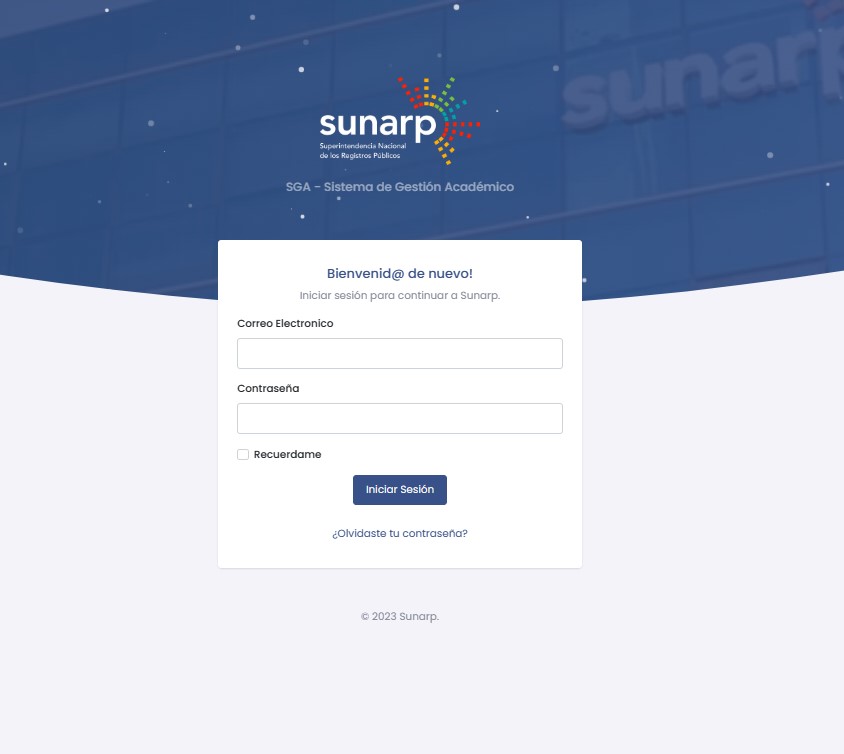 sunarp
sunarp
Superintendencia Nacional
de los Registros Públicos
SGA - Sistema de Gestión Académico
Bienvenid@ de nuevo!
Iniciar sesión para continuar a Sunarp.
Correo Electronico
Contraseña
Recuerdame
Iniciar Sesión
¿Olvidaste tu contraseña?
© 2023 Sunarp.